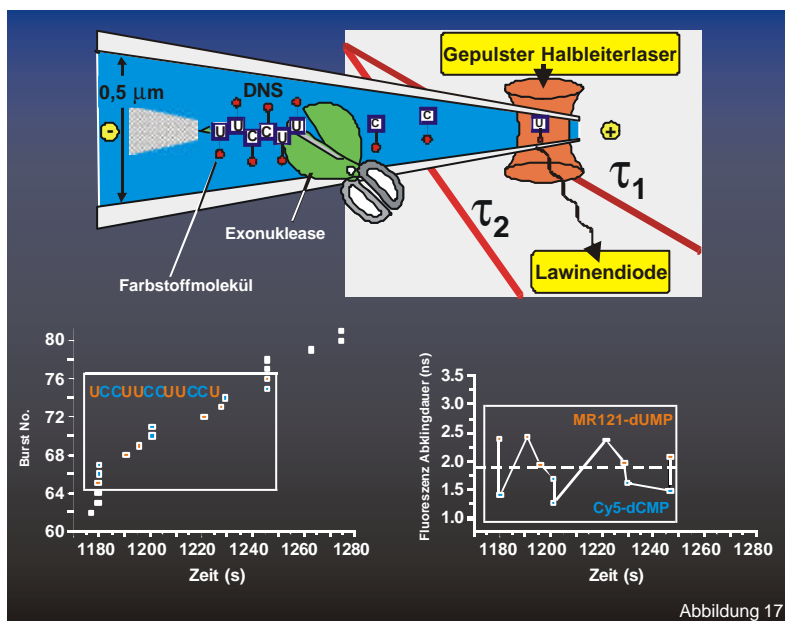 Gepulster Halbleiterlaser
0,5 µm
DNS
- U U C C U U C C U +
τ1
τ2
Exonuklease
Farbstoffmolekül
Lawinendiode
80
76
72
68
64
60
Burst No.
UCCUUCCUUCCU
1180 1200 1220 1240 1260 1280
Zeit (s)
3.5
3.0
2.5
2.0
1.5
1.0
Fluoreszenz Abklingdauer (ns)
MR121-dUMP
Cy5-dCMP
1180 1200 1220 1240 1260 1280
Zeit (s)
Abbildung 17